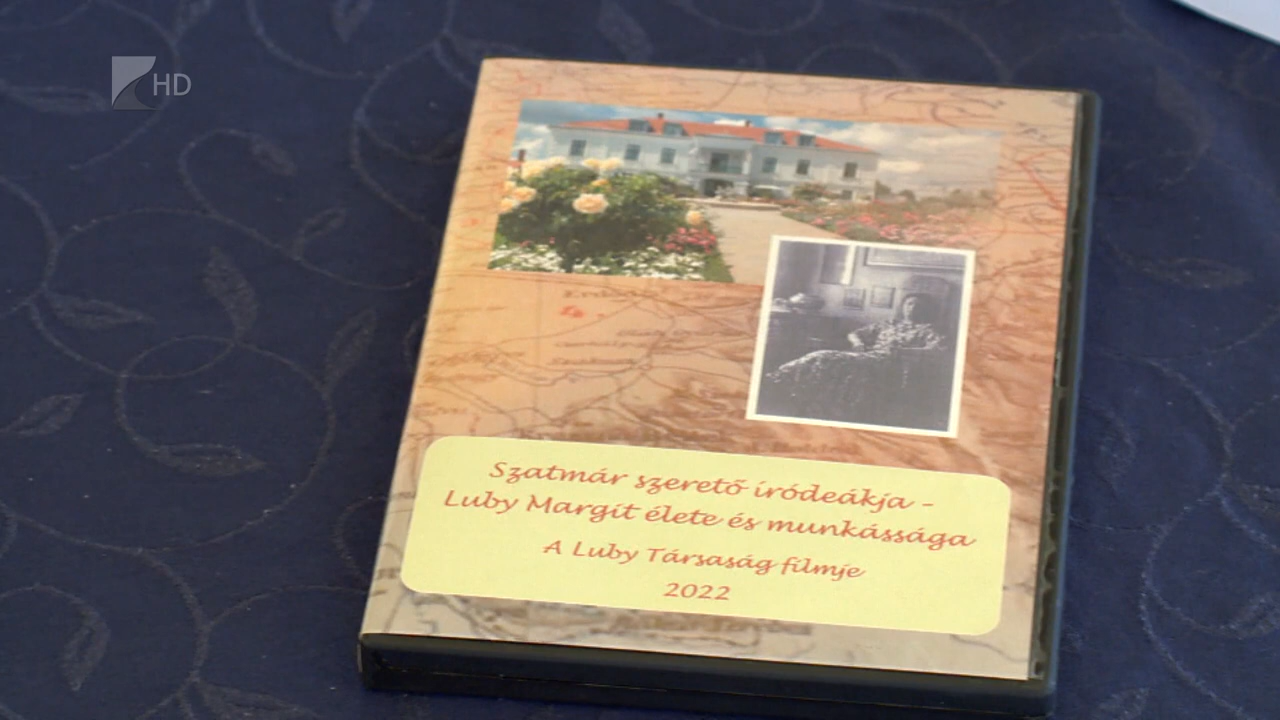 HD
Szatmár szerető íródeákja -
Luby Margit élete és munkássága
A Luby Társaság filmje
2022